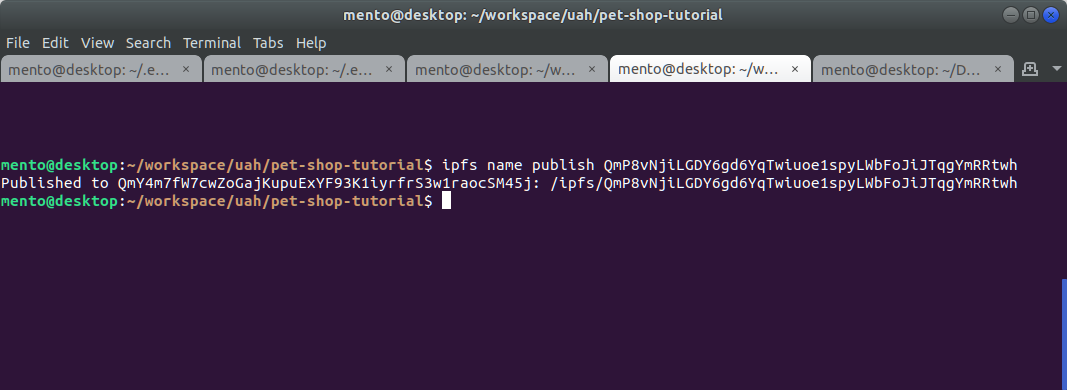 mento@desktop: ~/workspace/uah/pet-shop-tutorial
File Edit View Search Terminal Tabs Help
mento@desktop: ~/.e... × mento@desktop: ~/.e... × mento@desktop: ~/w... × mento@desktop: ~/w... × mento@desktop: ~/D... ×
mento@desktop:~/workspace/uah/pet-shop-tutorial$ ipfs name publish QmP8vNjiLGDY6gd6YqTwiuoe1spyLWbFoJiJTqgYmRRtwh
Published to QmY4m7fW7cwZoGajKupuExYF93K1iyrfrS3w1raocSM45j: /ipfs/QmP8vNjiLGDY6gd6YqTwiuoe1spyLWbFoJiJTqgYmRRtwh
mento@desktop:~/workspace/uah/pet-shop-tutorial$